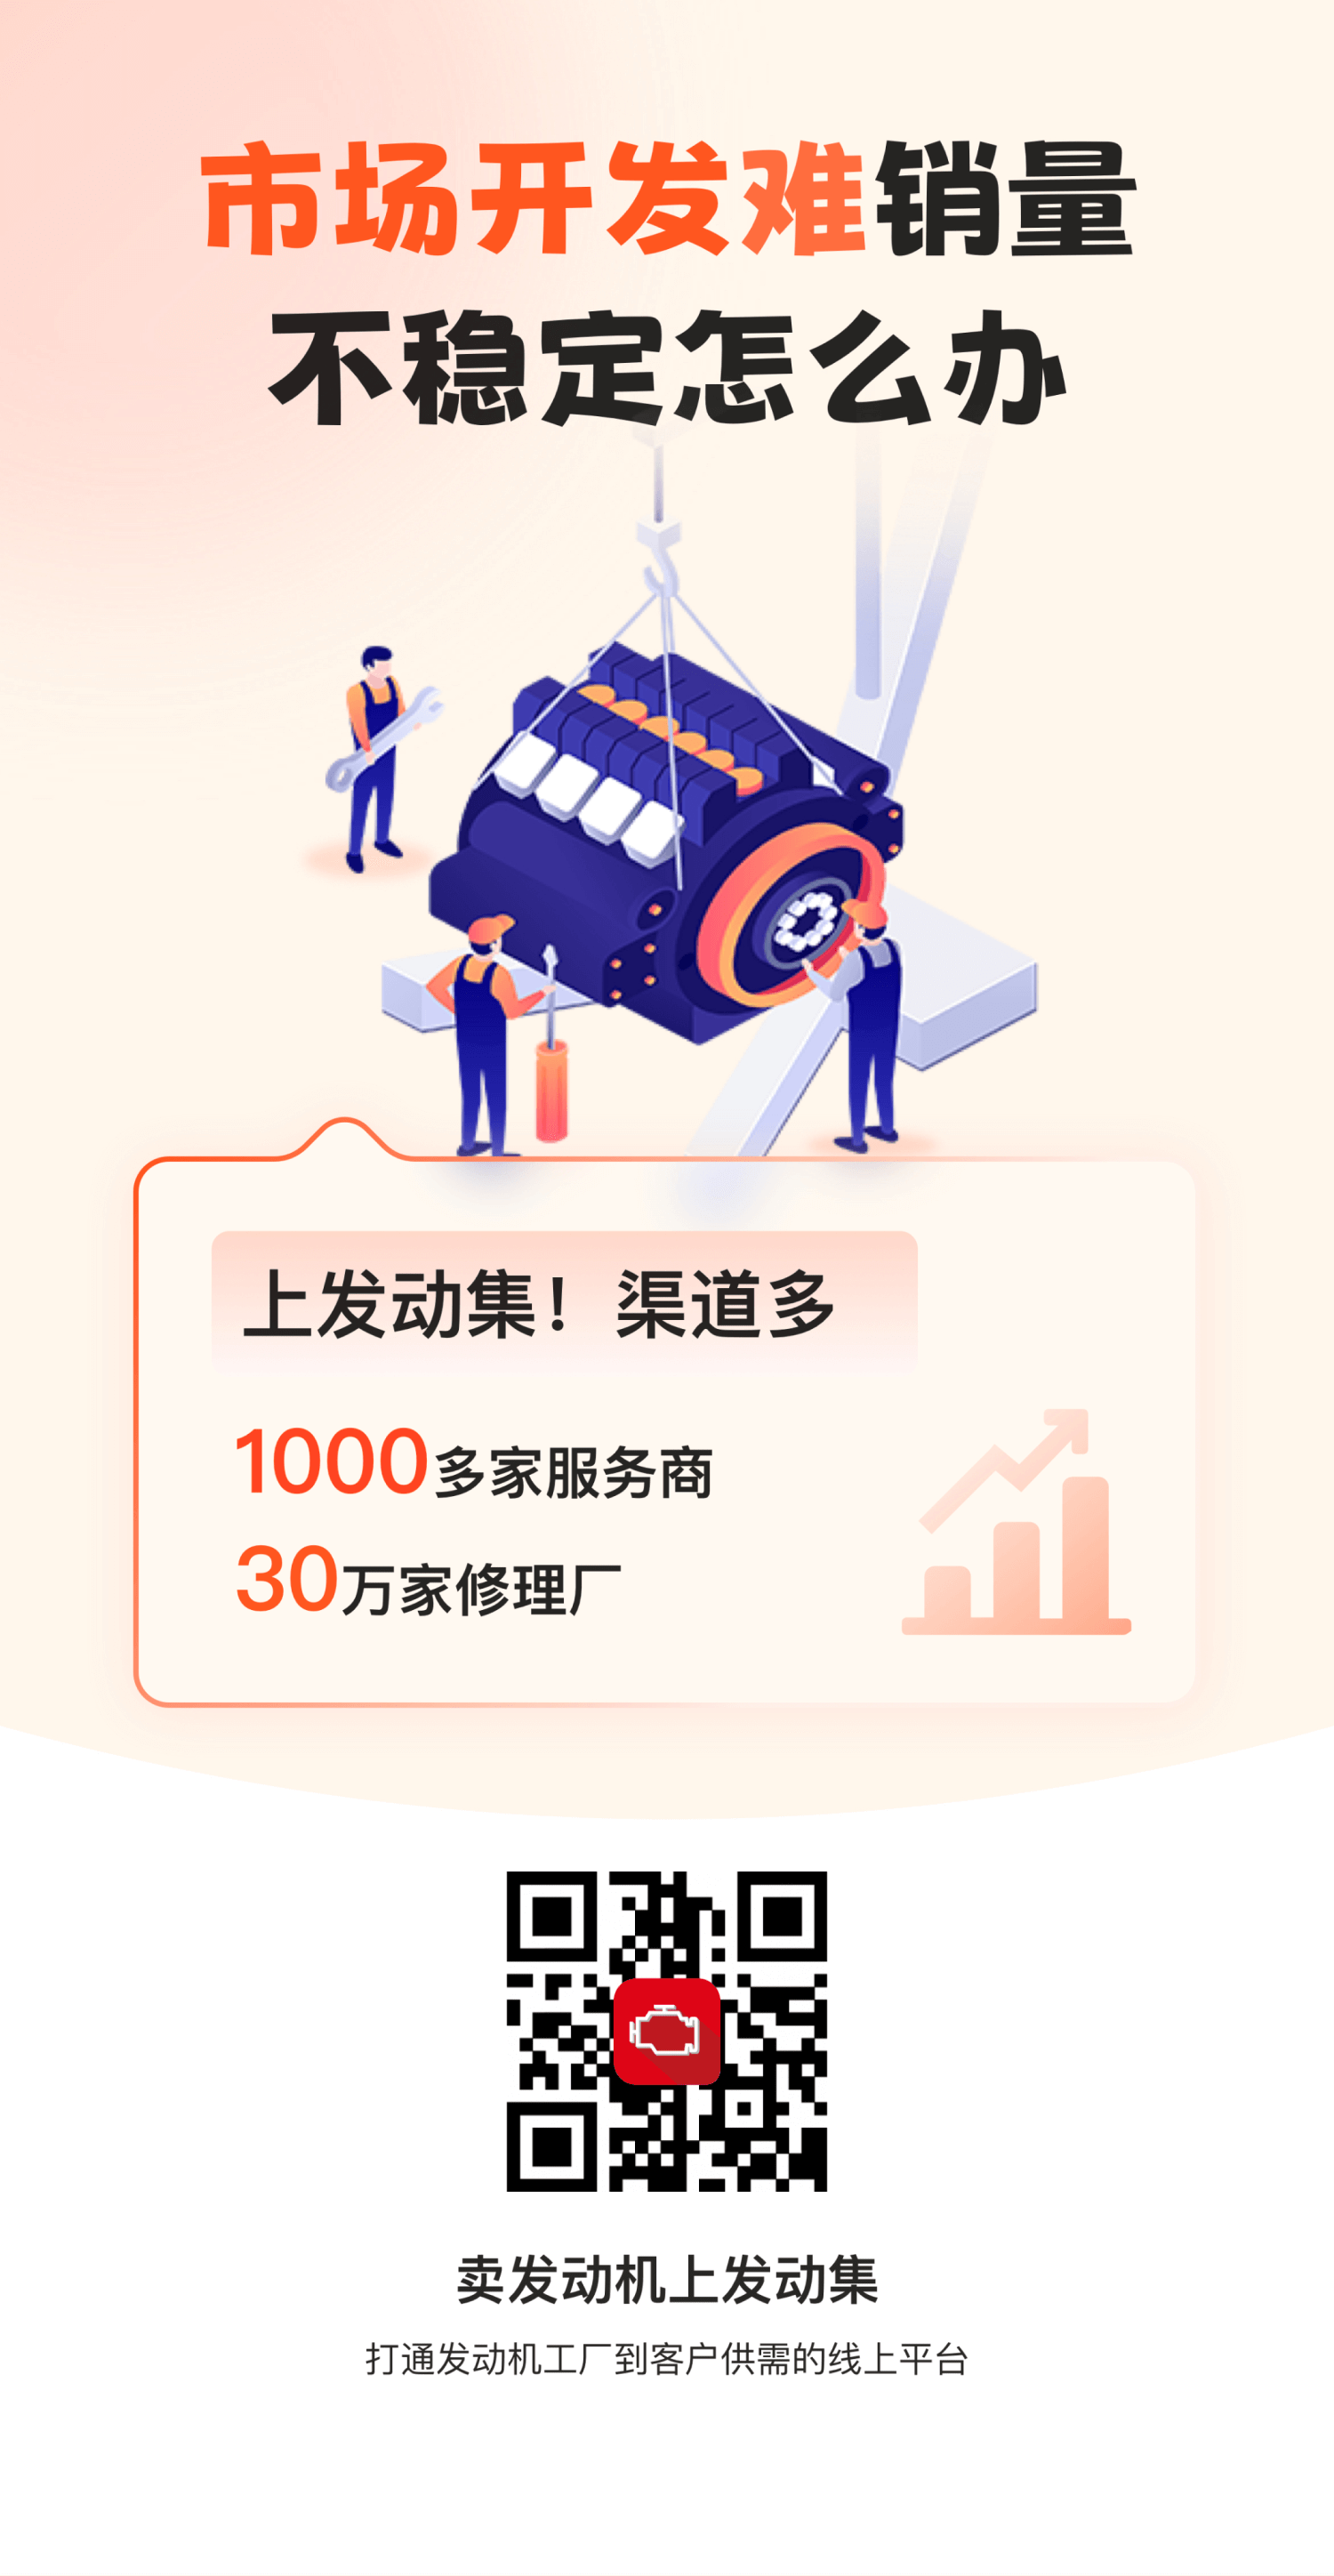 市场开发难销量
不稳定怎么办
上发动集！渠道多
1000多家服务商
30万家修理厂
卖发动机上发动集
打通发动机工厂到客户供需的线上平台